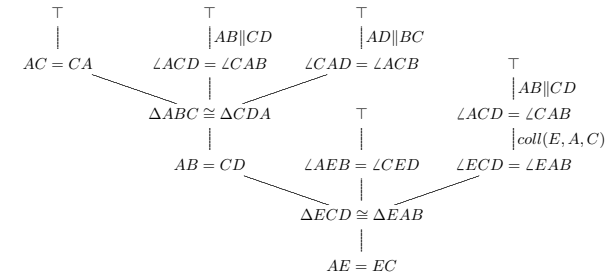 ⊤ ⊤ ⊤
AB∥CD AD∥BC
AC = CA ∠ACD = ∠CAB ∠CAD = ∠ACB ⊤
AB∥CD
ΔABC ≅ ΔCDA ⊤ ∠ACD = ∠CAB
coll(E, A, C)
AB = CD ∠AEB = ∠CED ∠ECD = ∠EAB
ΔECD ≅ ΔEAB
AE = EC